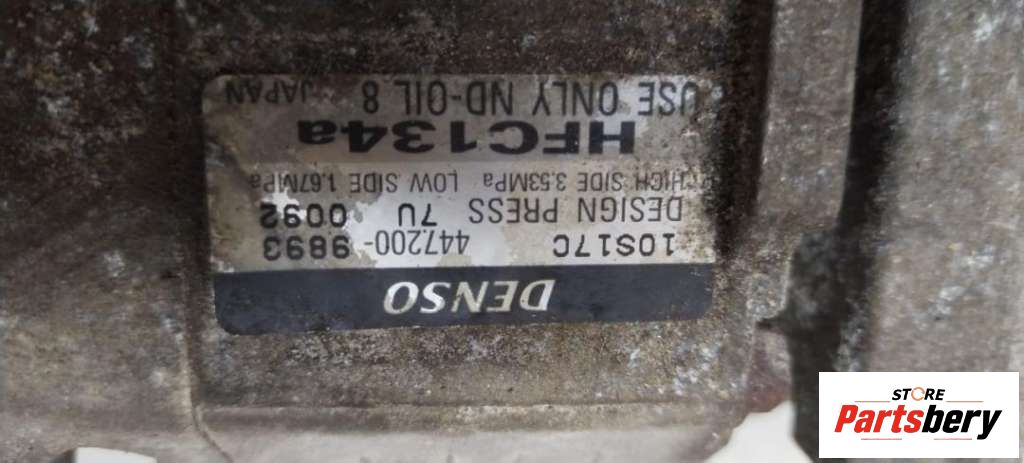 DENSO
10S17C 447200-9893
DESIGN PRESS 7U 0092
HIGH SIDE 3.53MPa LOW SIDE 1.67MPa
HFC134a
USE ONLY ND-OIL 8 JAPAN
STORE
Partsbery